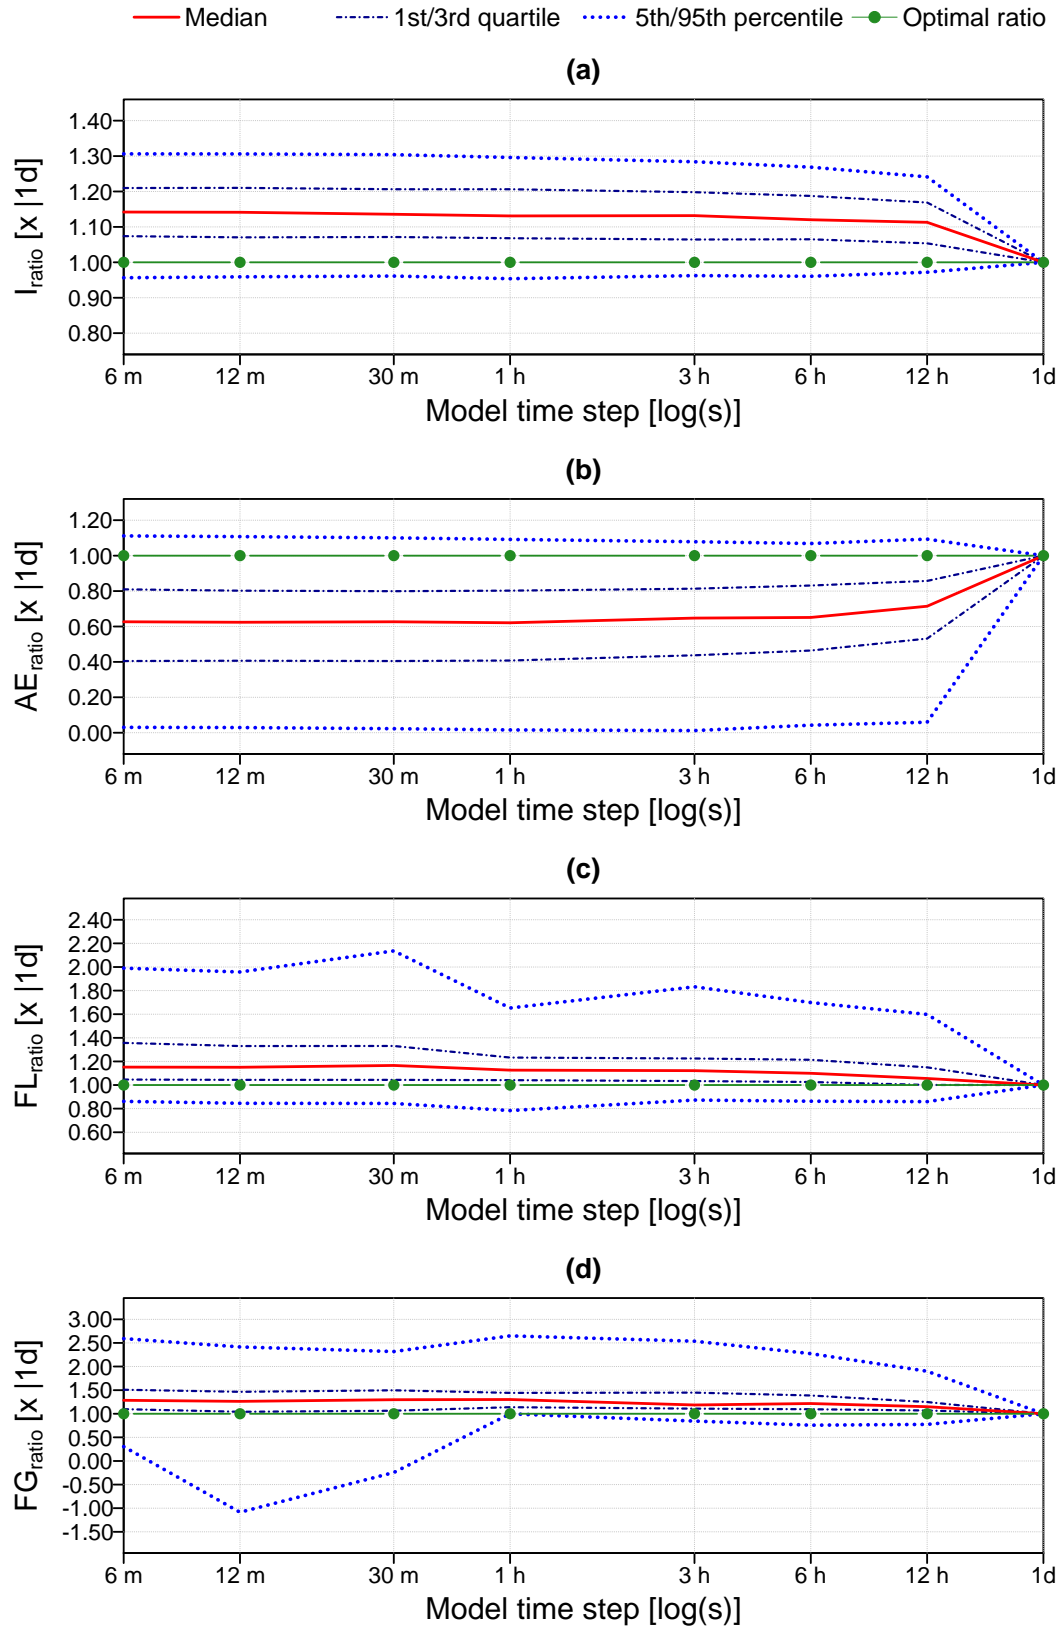 Median 1st/3rd quartile 5th/95th percentile Optimal ratio
(a)
I_ratio [x |1d]
1.40
1.30
1.20
1.10
1.00
0.90
0.80
6 m 12 m 30 m 1 h 3 h 6 h 12 h 1d
Model time step [log(s)]
(b)
AE_ratio [x |1d]
1.20
1.00
0.80
0.60
0.40
0.20
0.00
6 m 12 m 30 m 1 h 3 h 6 h 12 h 1d
Model time step [log(s)]
(c)
FL_ratio [x |1d]
2.40
2.20
2.00
1.80
1.60
1.40
1.20
1.00
0.80
0.60
6 m 12 m 30 m 1 h 3 h 6 h 12 h 1d
Model time step [log(s)]
(d)
FG_ratio [x |1d]
3.00
2.50
2.00
1.50
1.00
0.50
0.00
-0.50
-1.00
-1.50
6 m 12 m 30 m 1 h 3 h 6 h 12 h 1d
Model time step [log(s)]